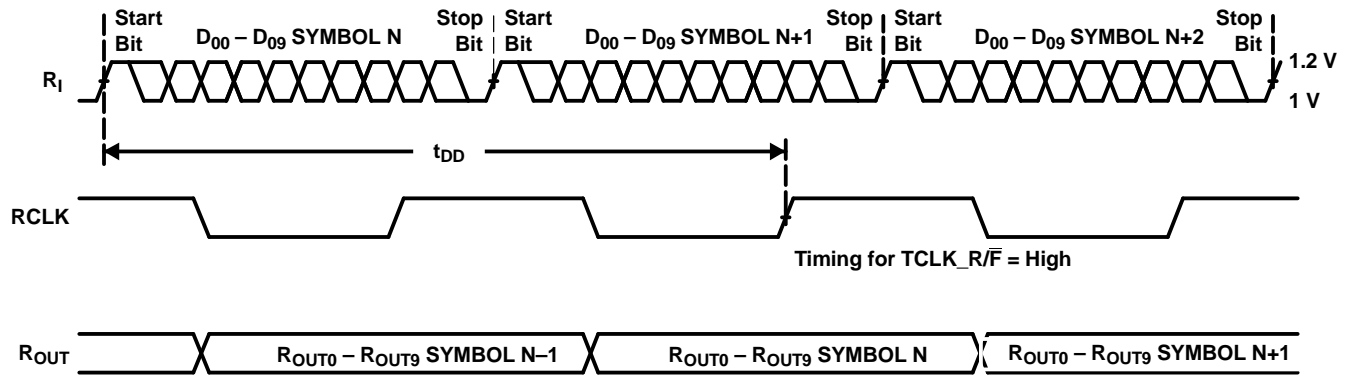 Start Bit
D00 – D09 SYMBOL N
Stop Bit
Start Bit
D00 – D09 SYMBOL N+1
Stop Bit
Start Bit
D00 – D09 SYMBOL N+2
Stop Bit
RI
1.2 V
1 V
tDD
RCLK
Timing for TCLK_R/F̅ = High
ROUT
ROUT0 – ROUT9 SYMBOL N–1
ROUT0 – ROUT9 SYMBOL N
ROUT0 – ROUT9 SYMBOL N+1